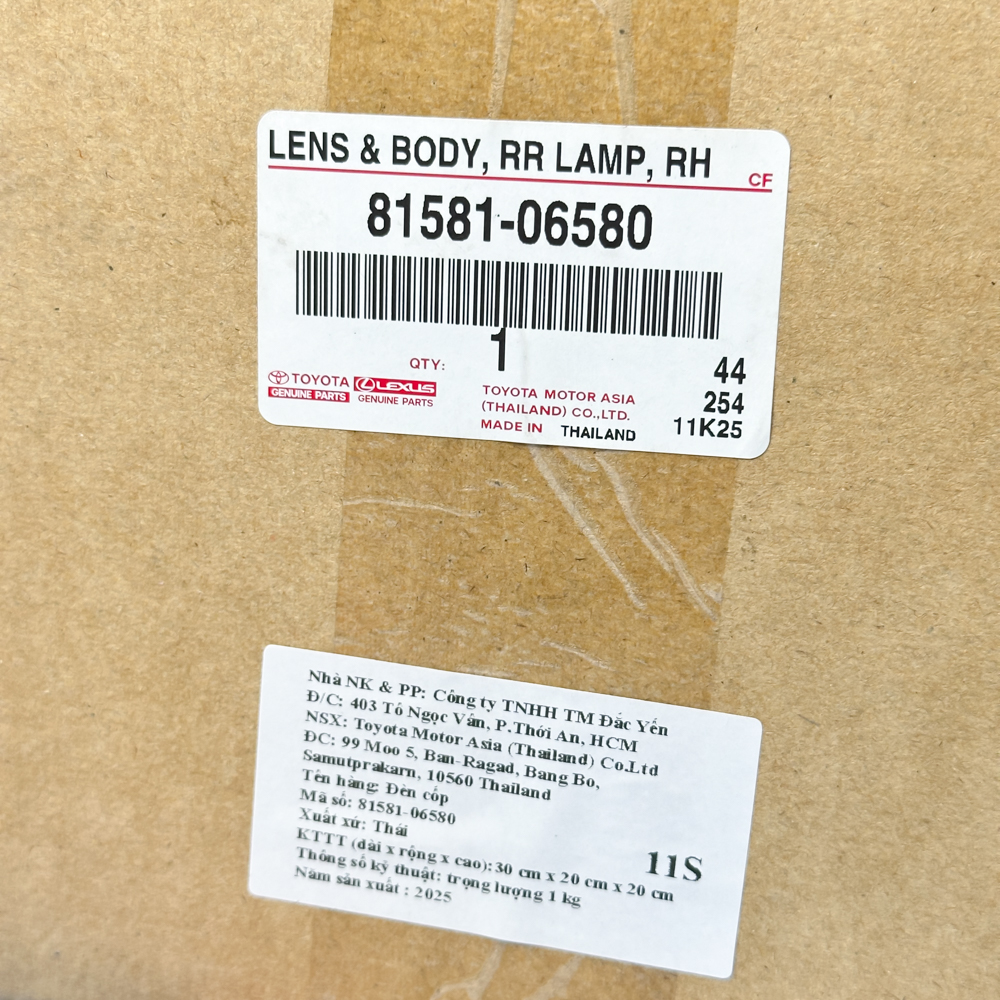 LENS & BODY, RR LAMP, RH
CF
81581-06580
QTY: 1
44
254
11K25
TOYOTA
GENUINE PARTS
LEXUS
GENUINE PARTS
TOYOTA MOTOR ASIA
(THAILAND) CO.,LTD.
MADE IN THAILAND
Nhà NK & PP: Công ty TNHH TM Đắc Yến
Đ/C: 403 Tô Ngọc Vân, P.Thới An, HCM
NSX: Toyota Motor Asia (Thailand) Co.Ltd
ĐC: 99 Moo 5, Ban-Ragad, Bang Bo,
Samutprakarn, 10560 Thailand
Tên hàng: Đèn cốp
Mã số: 81581-06580
Xuất xứ: Thái
KTTT (dài x rộng x cao): 30 cm x 20 cm x 20 cm
Thông số kỹ thuật: trọng lượng 1 kg
Năm sản xuất : 2025
11S